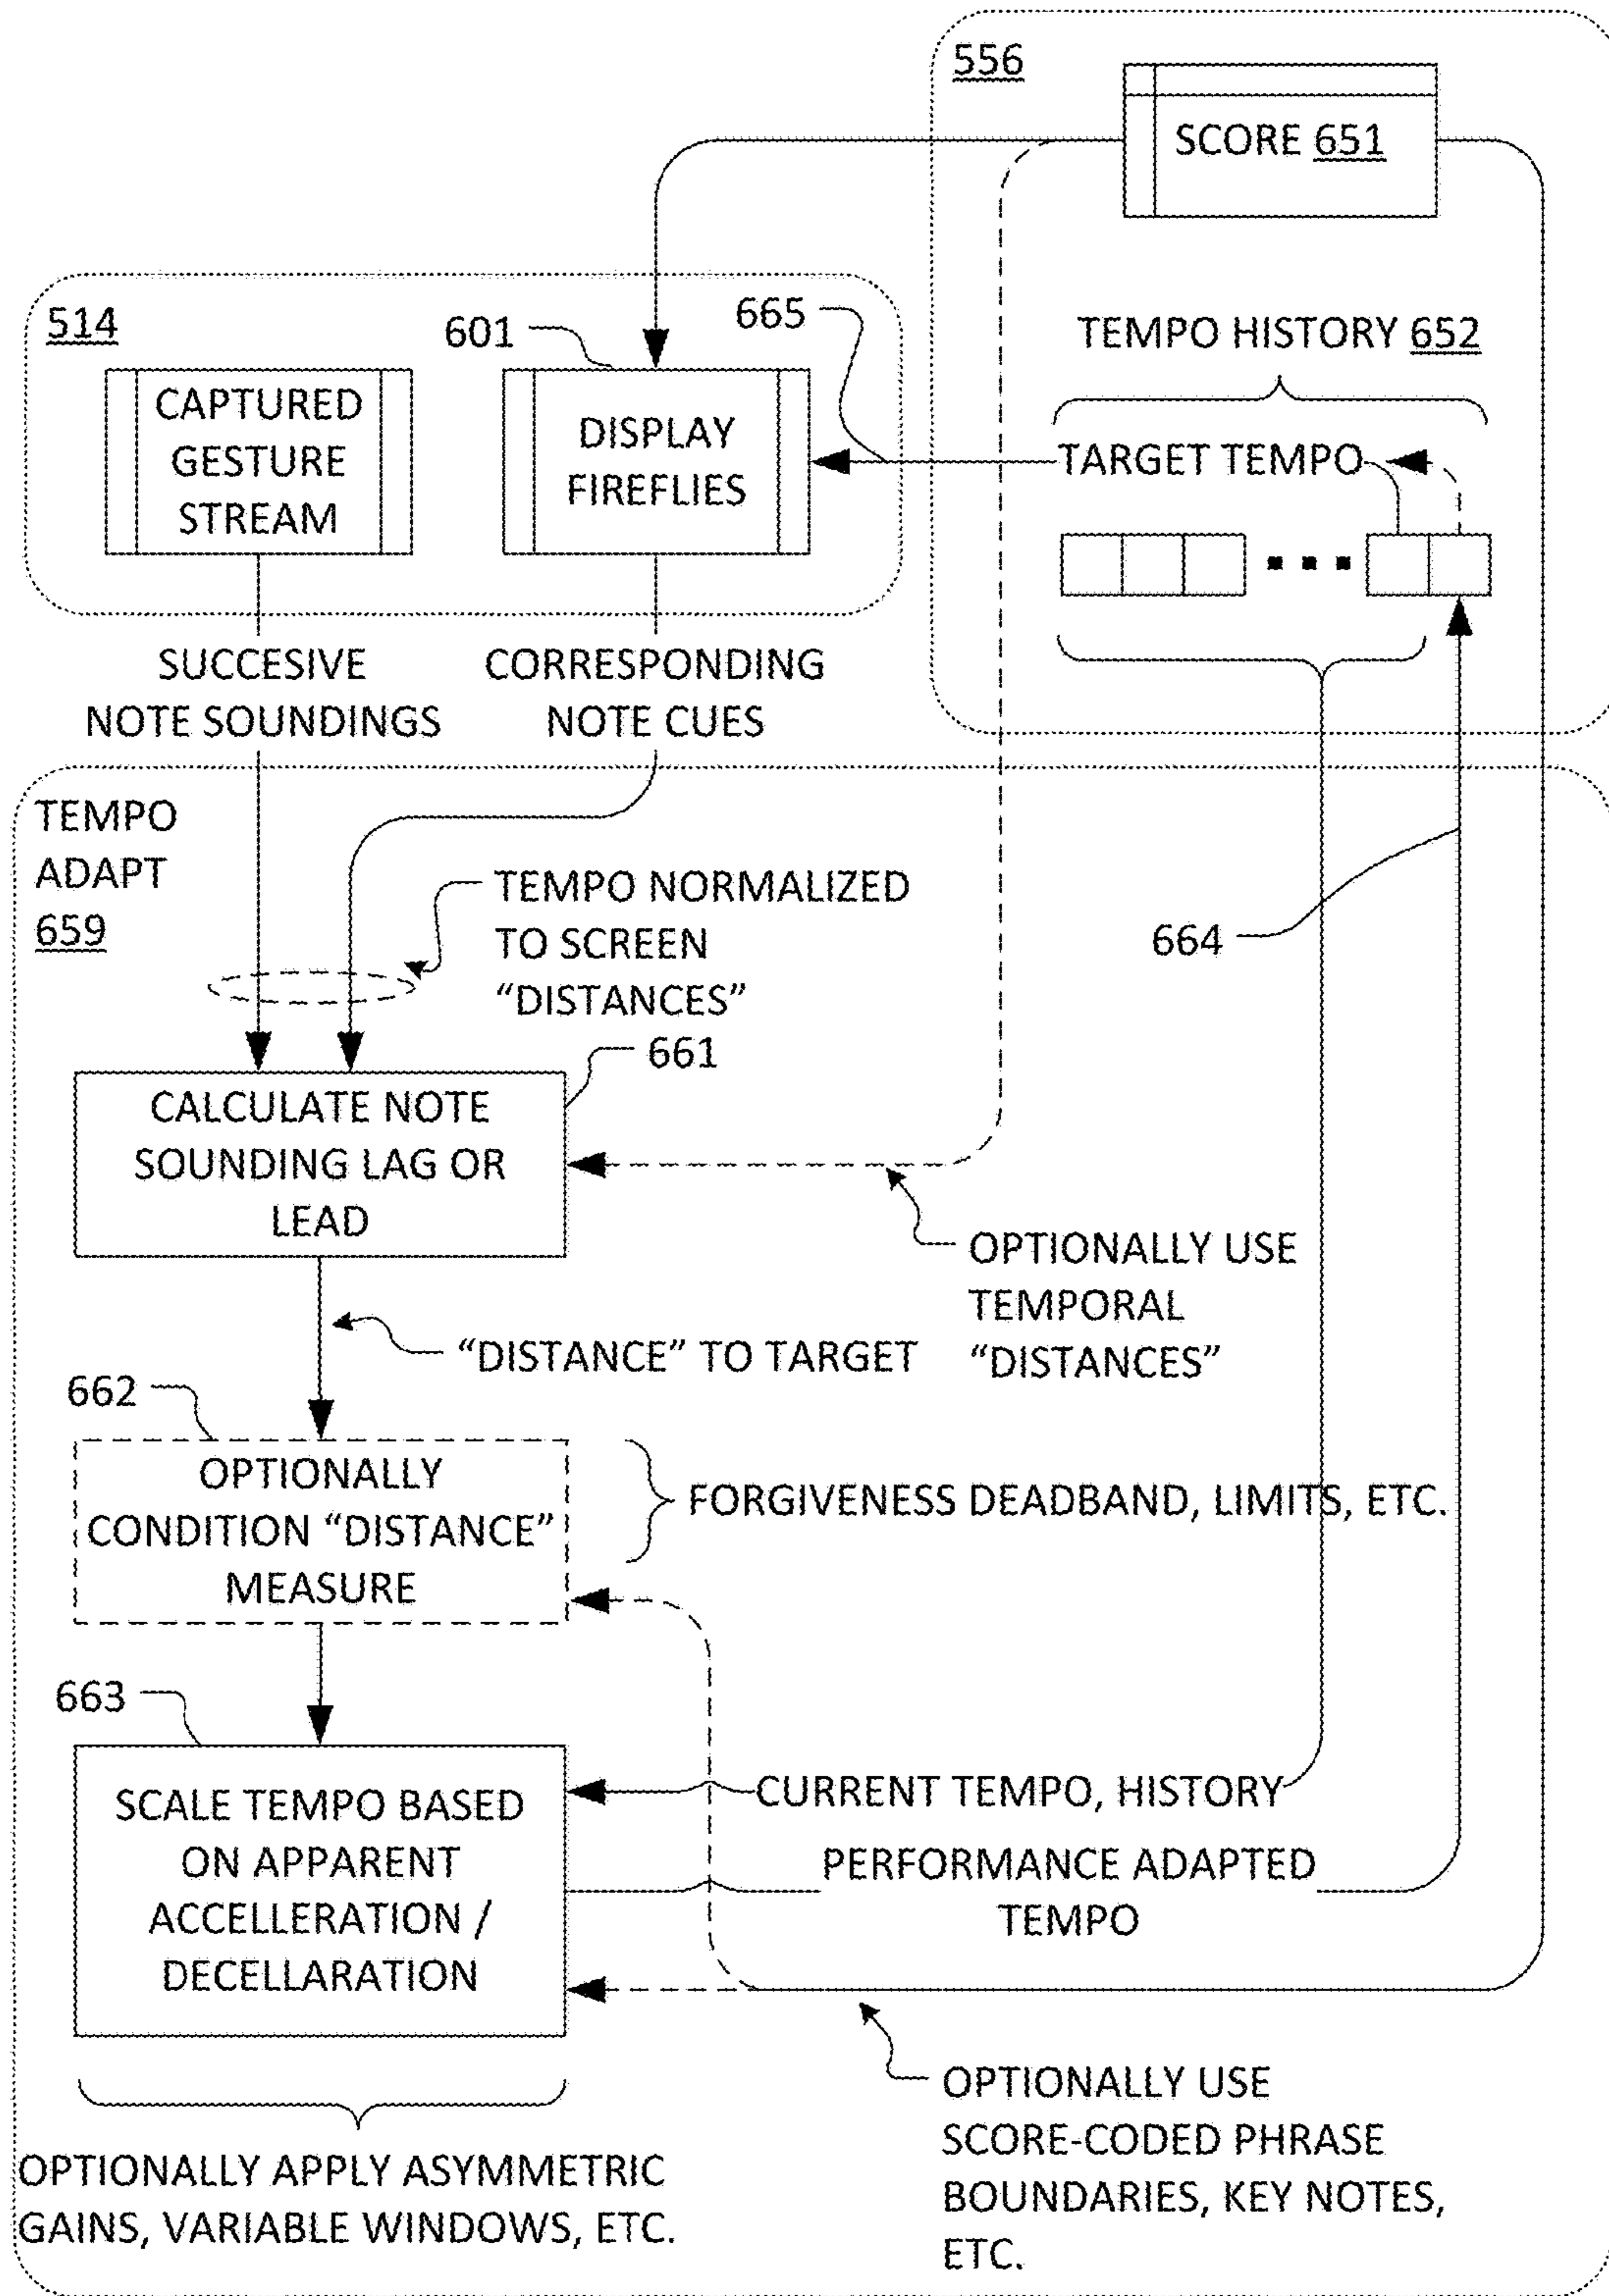 556
SCORE 651
514
601
665
TEMPO HISTORY 652
CAPTURED
GESTURE
STREAM
DISPLAY
FIREFLIES
TARGET TEMPO
SUCCESIVE
NOTE SOUNDINGS
CORRESPONDING
NOTE CUES
TEMPO
ADAPT
659
TEMPO NORMALIZED
TO SCREEN
“DISTANCES”
664
661
CALCULATE NOTE
SOUNDING LAG OR
LEAD
OPTIONALLY USE
TEMPORAL
“DISTANCES”
“DISTANCE” TO TARGET
662
OPTIONALLY
CONDITION “DISTANCE”
MEASURE
FORGIVENESS DEADBAND, LIMITS, ETC.
663
SCALE TEMPO BASED
ON APPARENT
ACCELLERATION /
DECELLARATION
CURRENT TEMPO, HISTORY
PERFORMANCE ADAPTED
TEMPO
OPTIONALLY USE
SCORE-CODED PHRASE
BOUNDARIES, KEY NOTES,
ETC.
OPTIONALLY APPLY ASYMMETRIC
GAINS, VARIABLE WINDOWS, ETC.